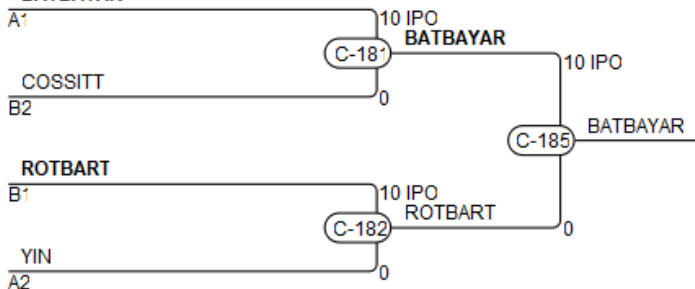 A1
10 IPO
C-181
BATBAYAR
COSSITT
B2
0
10 IPO
C-185
BATBAYAR
ROTBART
B1
10 IPO
C-182
ROTBART
0
YIN
A2
0